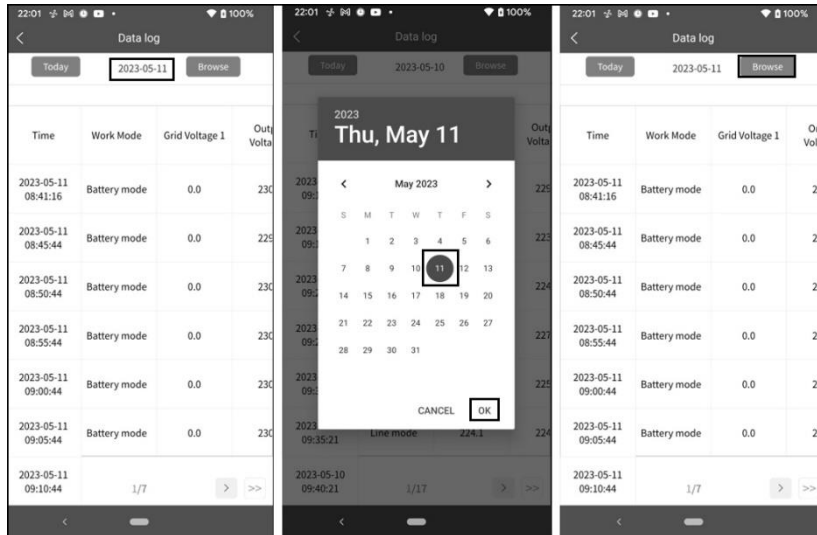 22:01 100%
Data log
Today 2023-05-11 Browse
Time Work Mode Grid Voltage 1
2023-05-11
08:41:16 Battery mode 0.0 230
2023-05-11
08:45:44 Battery mode 0.0 229
2023-05-11
08:50:44 Battery mode 0.0 230
2023-05-11
08:55:44 Battery mode 0.0 230
2023-05-11
09:00:44 Battery mode 0.0 230
2023-05-11
09:05:44 Battery mode 0.0 230
2023-05-11
09:10:44
1/7 > >>
22:01 100%
Data log
Today 2023-05-10 Browse
2023
Thu, May 11
May 2023
S M T W T F S
1 2 3 4 5 6
7 8 9 10 11 12 13
14 15 16 17 18 19 20
21 22 23 24 25 26 27
28 29 30 31
CANCEL OK
09:35:21 Line mode 224.1 224
2023-05-10
09:40:21
1/17 > >>
22:01 100%
Data log
Today 2023-05-11 Browse
Time Work Mode Grid Voltage 1
2023-05-11
08:41:16 Battery mode 0.0 2
2023-05-11
08:45:44 Battery mode 0.0 2
2023-05-11
08:50:44 Battery mode 0.0 2
2023-05-11
08:55:44 Battery mode 0.0 2
2023-05-11
09:00:44 Battery mode 0.0 2
2023-05-11
09:05:44 Battery mode 0.0 2
2023-05-11
09:10:44
1/7 > >>